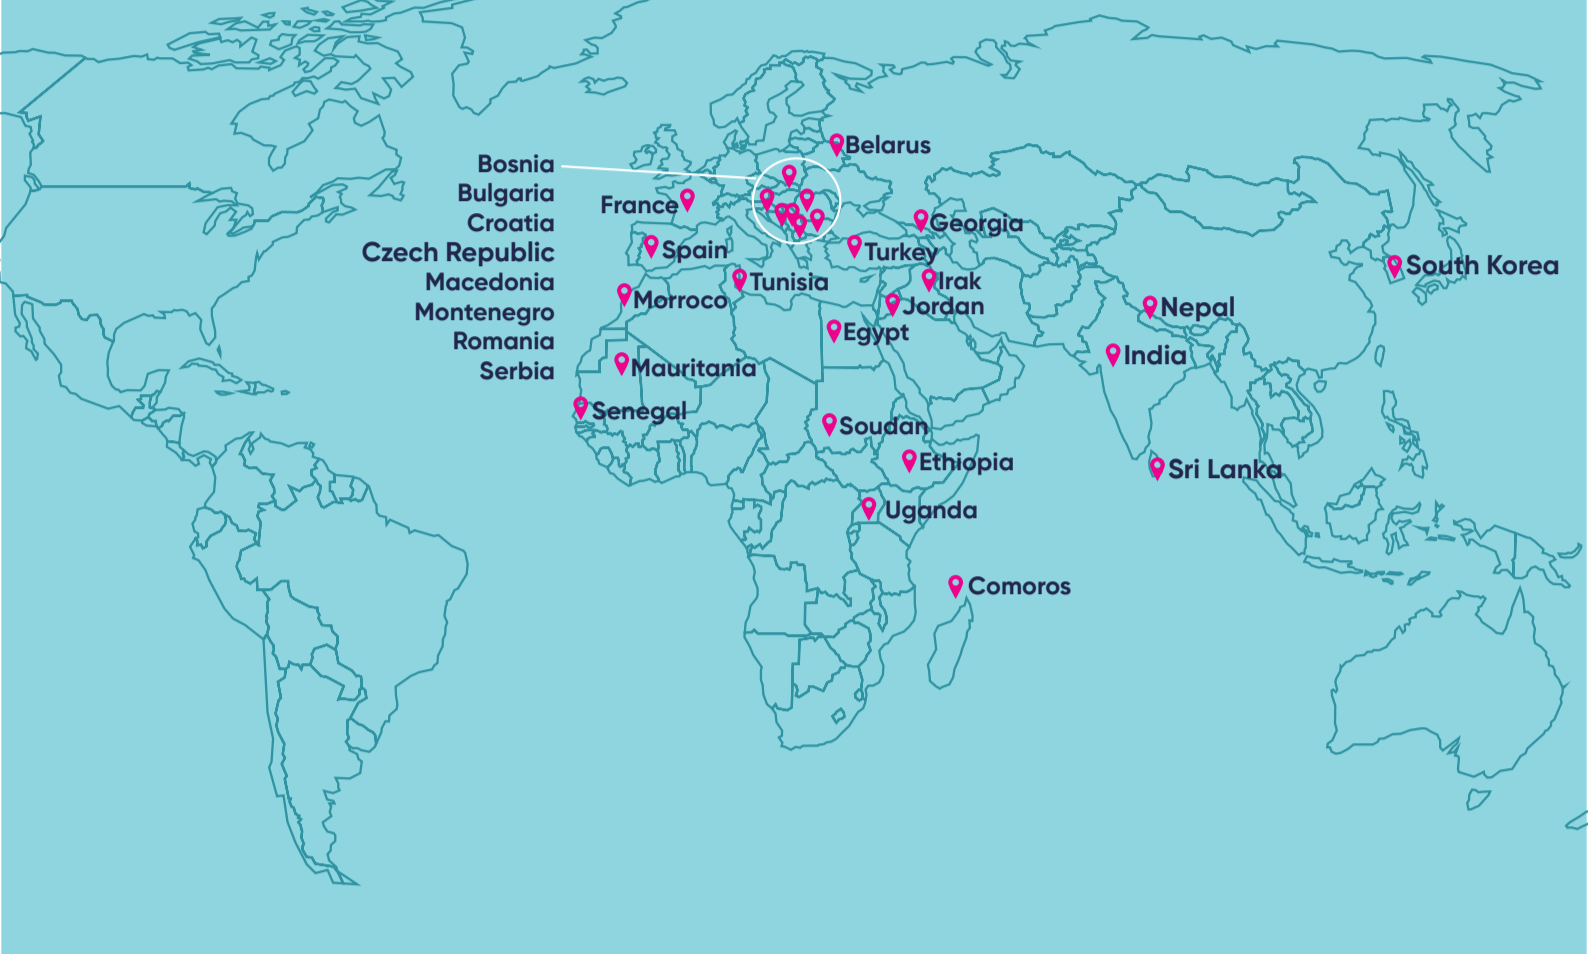 Belarus
Bosnia
Bulgaria
France
Croatia
Georgia
Czech Republic
Spain
Turkey
South Korea
Macedonia
Tunisia
Irak
Morroco
Jordan
Nepal
Montenegro
Egypt
Romania
India
Serbia
Mauritania
Senegal
Soudan
Ethiopia
Sri Lanka
Uganda
Comoros